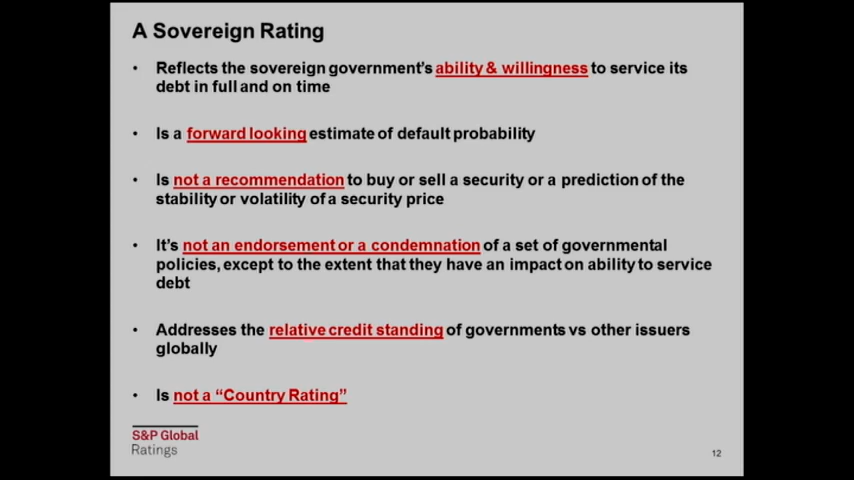 A Sovereign Rating
• Reflects the sovereign government's ability & willingness to service its
debt in full and on time
• Is a forward looking estimate of default probability
• Is not a recommendation to buy or sell a security or a prediction of the
stability or volatility of a security price
• It's not an endorsement or a condemnation of a set of governmental
policies, except to the extent that they have an impact on ability to service
debt
• Addresses the relative credit standing of governments vs other issuers
globally
• Is not a “Country Rating”
S&P Global
Ratings
12